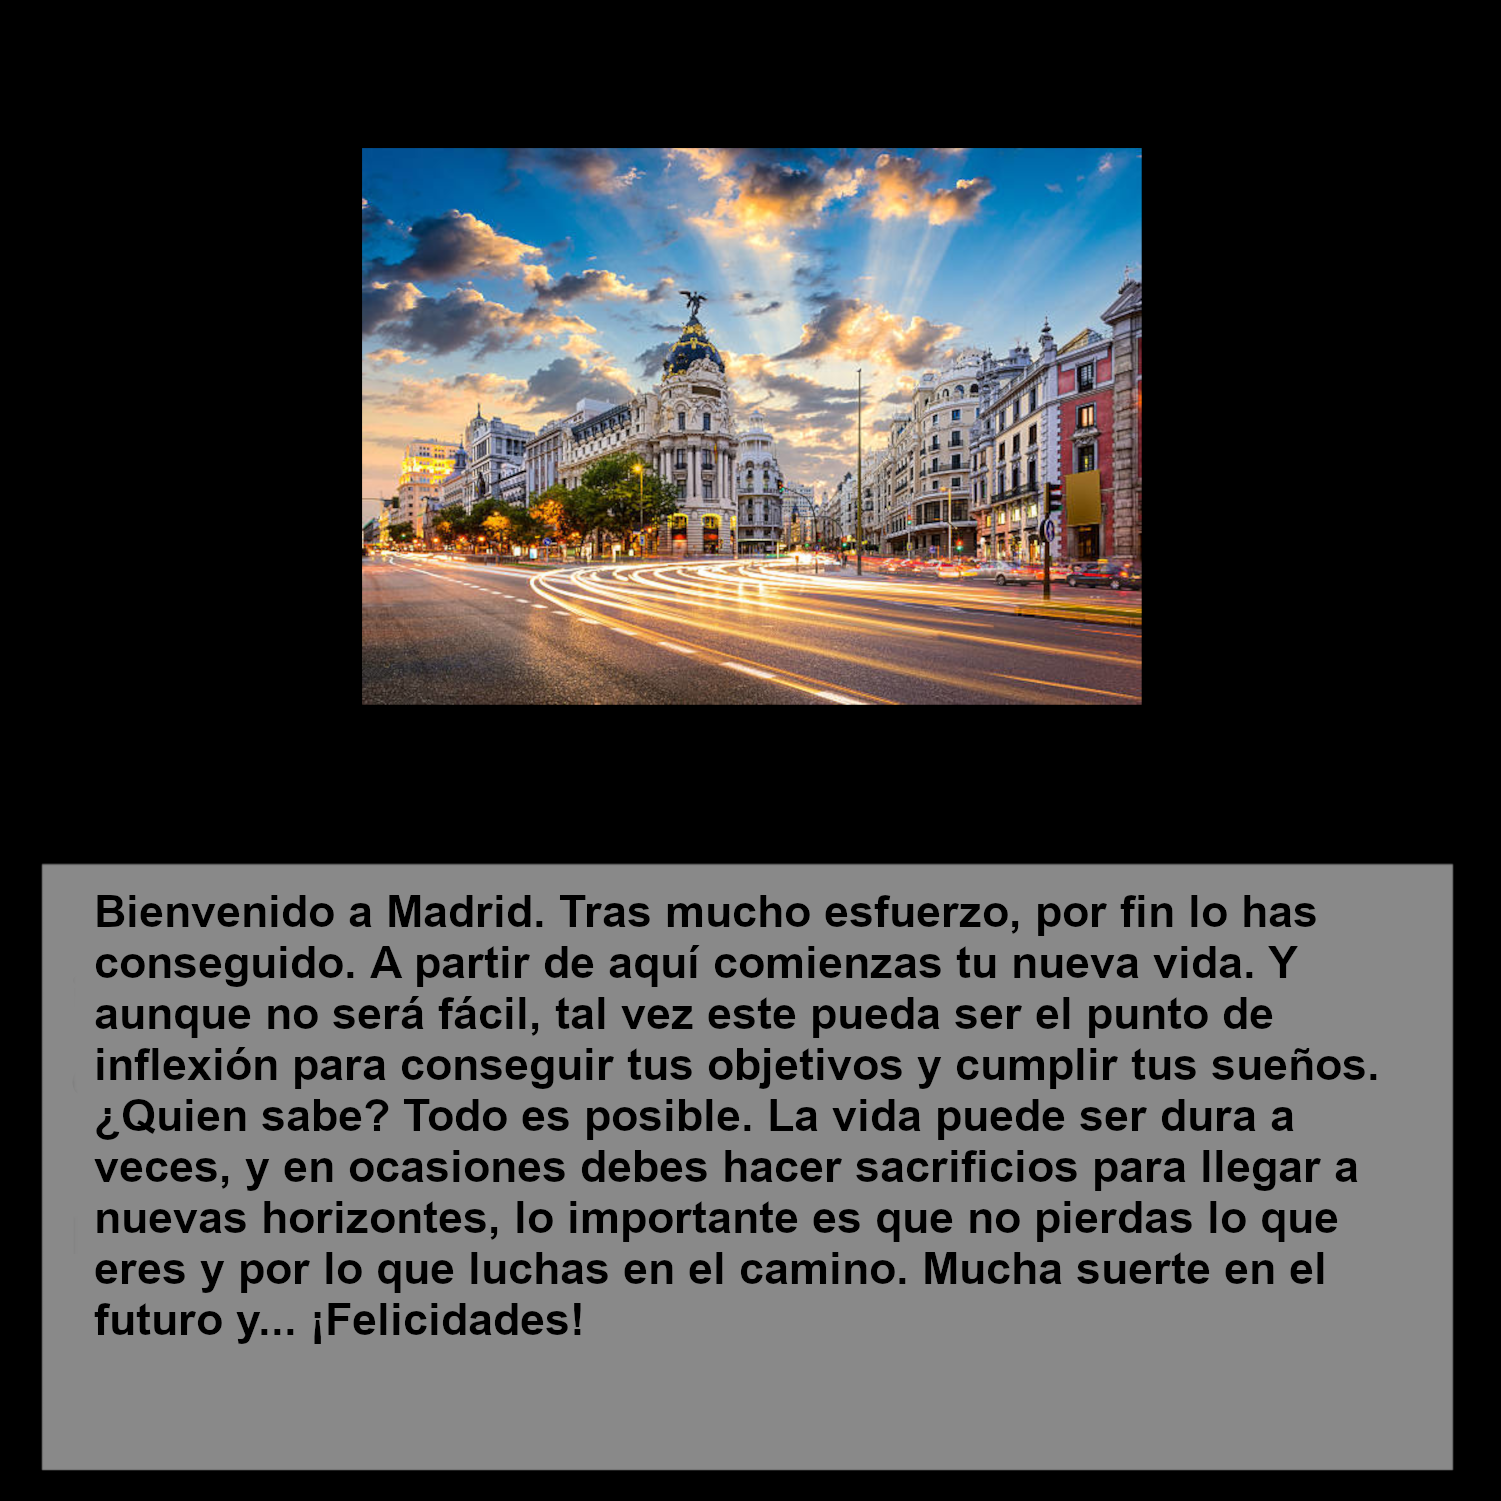 Bienvenido a Madrid. Tras mucho esfuerzo, por fin lo has
conseguido. A partir de aquí comienzas tu nueva vida. Y
aunque no será fácil, tal vez este pueda ser el punto de
inflexión para conseguir tus objetivos y cumplir tus sueños.
¿Quien sabe? Todo es posible. La vida puede ser dura a
veces, y en ocasiones debes hacer sacrificios para llegar a
nuevas horizontes, lo importante es que no pierdas lo que
eres y por lo que luchas en el camino. Mucha suerte en el
futuro y... ¡Felicidades!